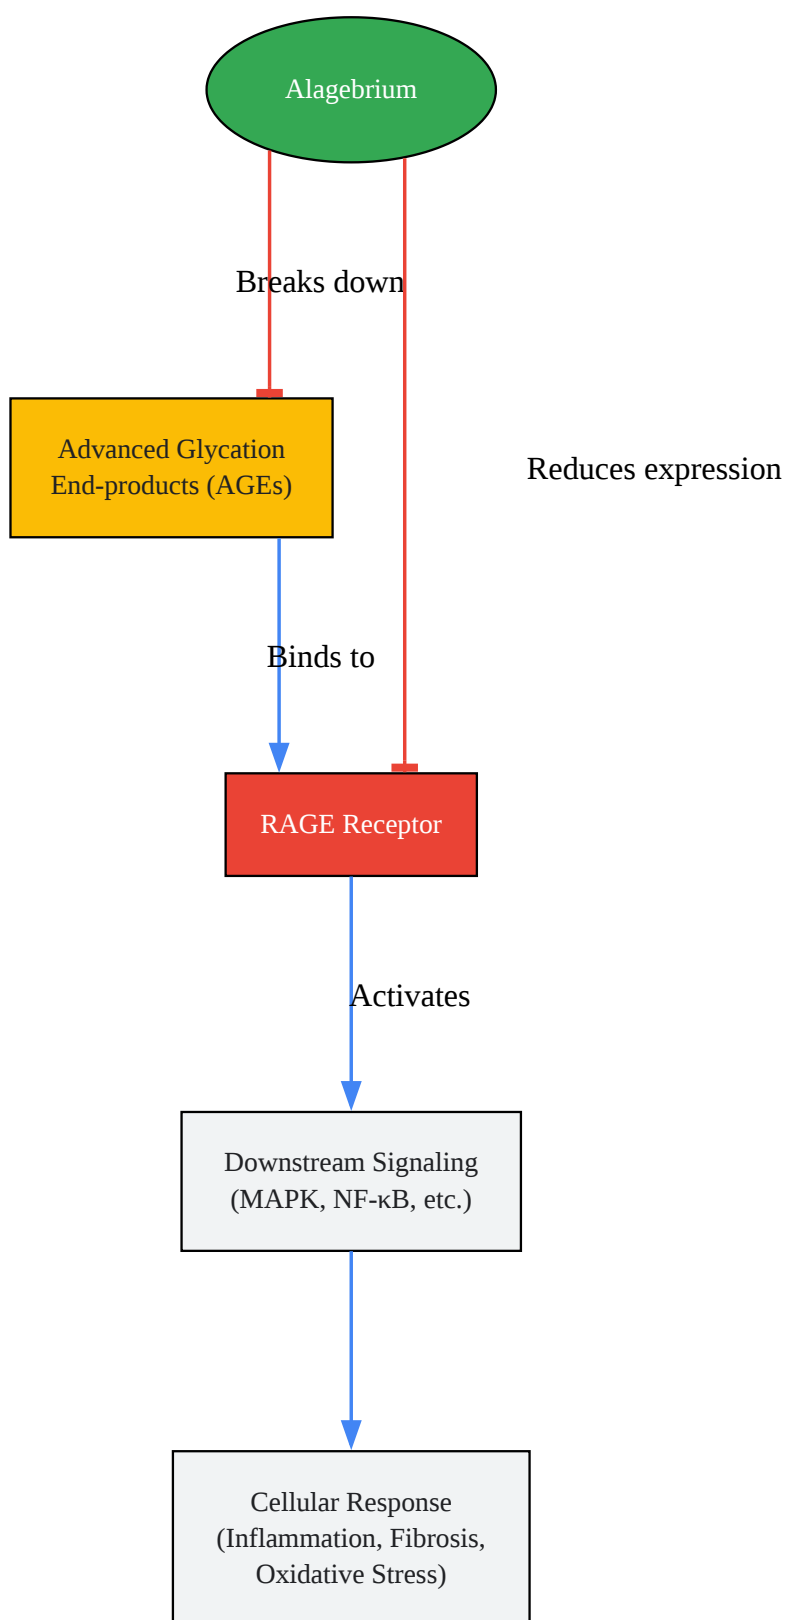 Alagebrium
Breaks down
Advanced Glycation
End-products (AGEs)
Reduces expression
Binds to
RAGE Receptor
Activates
Downstream Signaling
(MAPK, NF-κB, etc.)
Cellular Response
(Inflammation, Fibrosis,
Oxidative Stress)